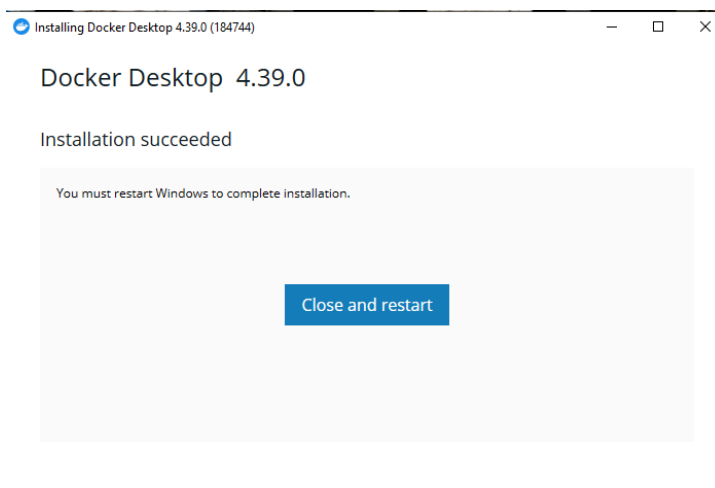 Installing Docker Desktop 4.39.0 (184744)
Docker Desktop 4.39.0
Installation succeeded
You must restart Windows to complete installation.
Close and restart